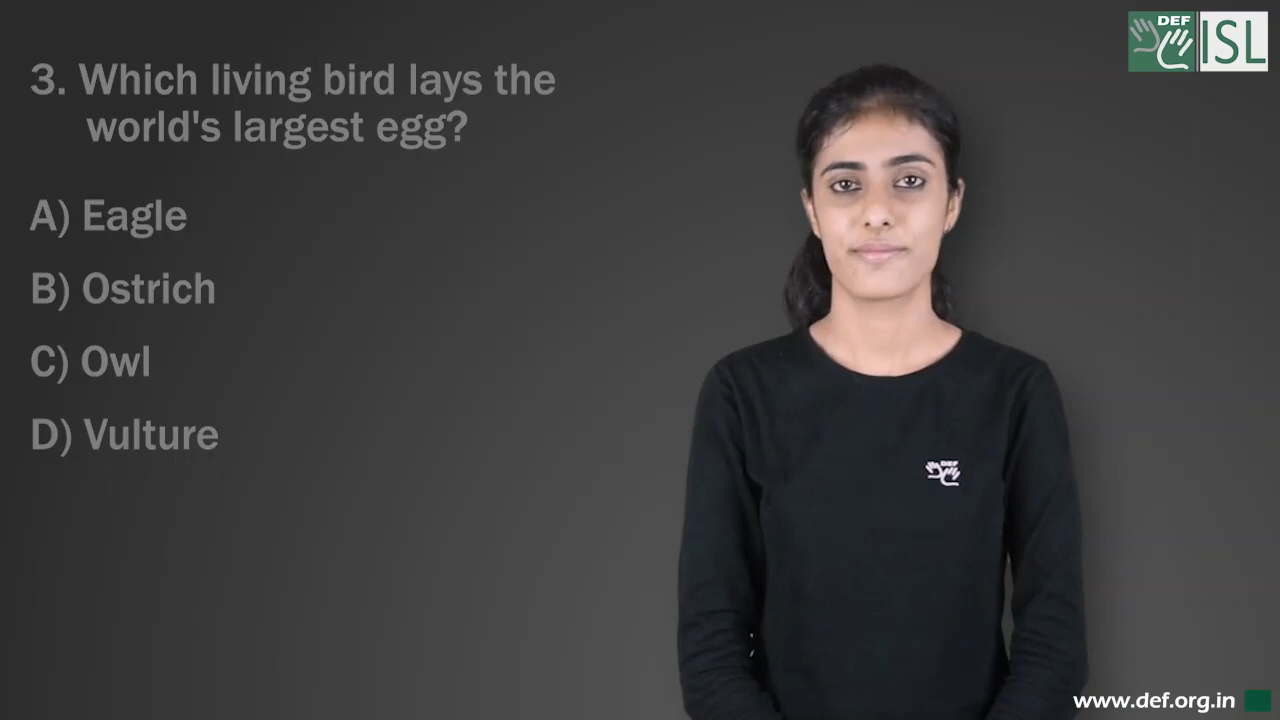 DEF
ISL
3. Which living bird lays the
world's largest egg?
A) Eagle
B) Ostrich
C) Owl
D) Vulture
DEF
www.def.org.in